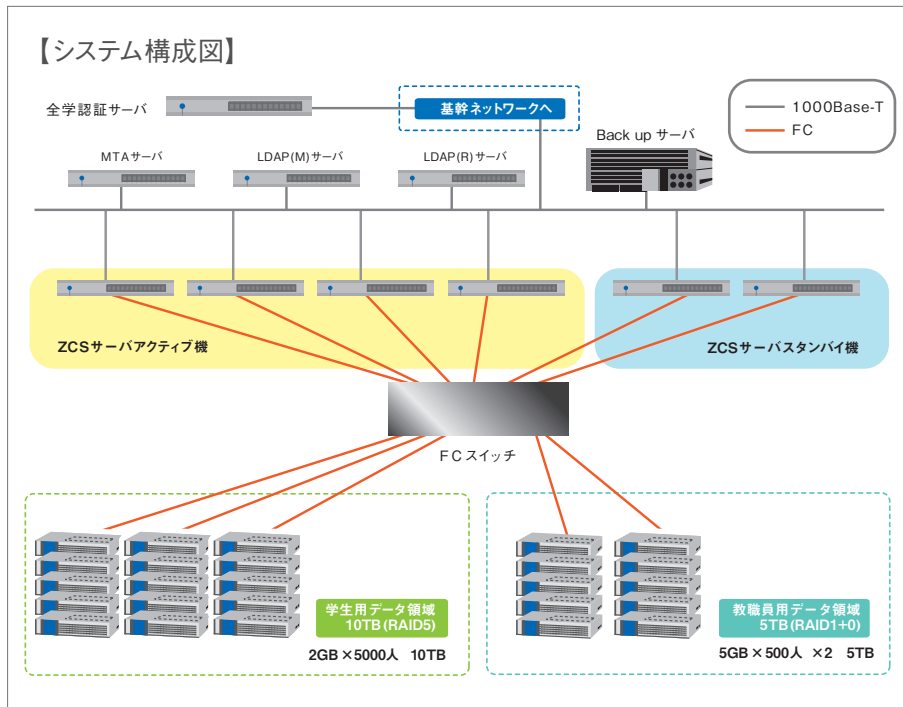 【システム構成図】
全学認証サーバ
基幹ネットワークへ
1000Base-T
FC
Back up サーバ
MTAサーバ
LDAP(M)サーバ
LDAP(R)サーバ
ZCSサーバアクティブ機
ZCSサーバスタンバイ機
FCスイッチ
学生用データ領域
10TB(RAID5)
2GB×5000人 10TB
教職員用データ領域
5TB(RAID1+0)
5GB×500人 ×2 5TB